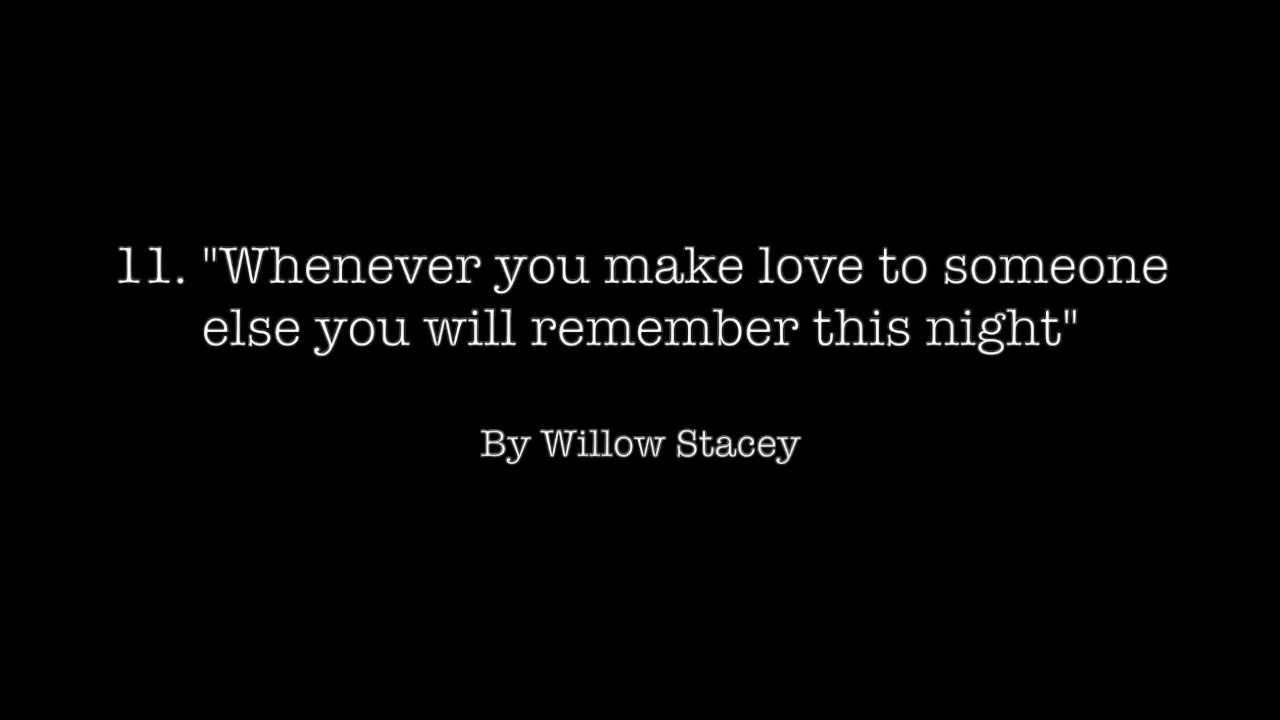 11. "Whenever you make love to someone
else you will remember this night"
By Willow Stacey